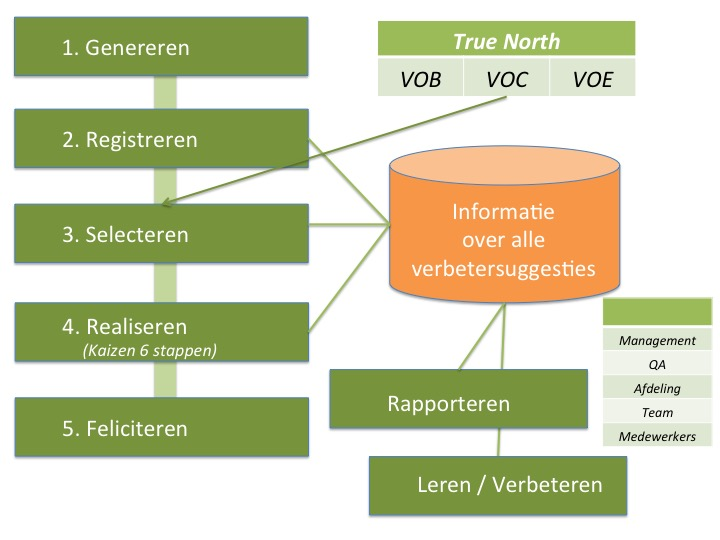 1. Genereren
2. Registreren
3. Selecteren
4. Realiseren
(Kaizen 6 stappen)
5. Feliciteren
True North
VOB VOC VOE
Informatie
over alle
verbetersuggesties
Rapporteren
Leren / Verbeteren
Management
QA
Afdeling
Team
Medewerkers